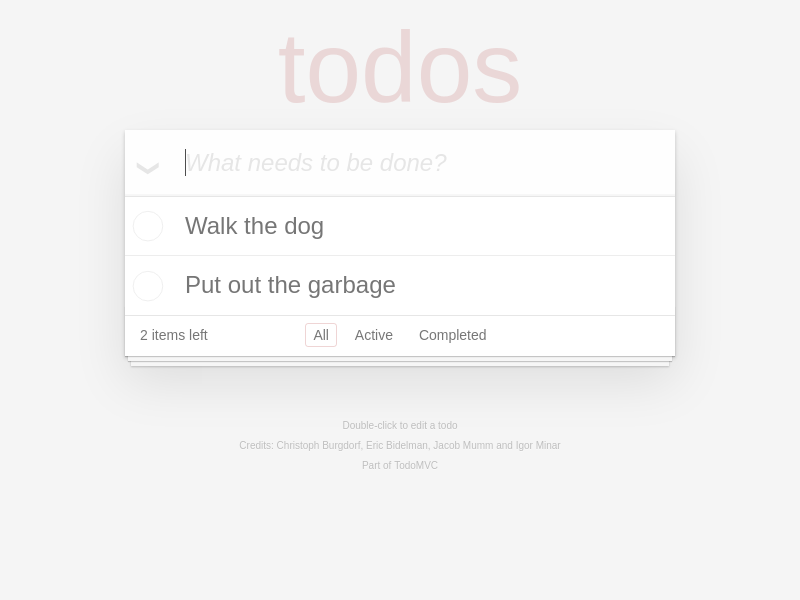 todos
What needs to be done?
Walk the dog
Put out the garbage
2 items left All Active Completed
Double-click to edit a todo
Credits: Christoph Burgdorf, Eric Bidelman, Jacob Mumm and Igor Minar
Part of TodoMVC